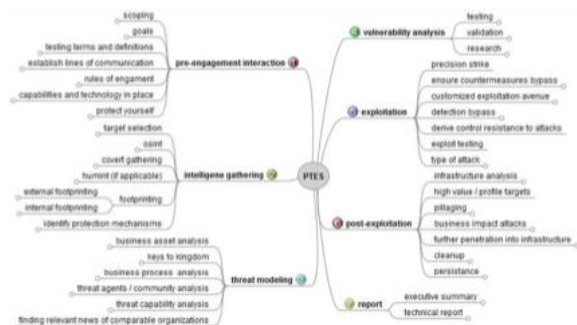 scoping
goals
testing terms and definitions
establish lines of communication
rules of engament
capabilities and technology in place
protect yourself
pre-engagement interaction
target selection
osint
covert gathering
humint (if applicable)
external footprinting
internal footprinting
footprinting
identify protection mechanisms
intelligene gathering
business asset analysis
keys to kingdom
business process analysis
threat agents / community analysis
threat capability analysis
finding relevant news of comparable organizations
threat modeling
PTES
vulnerability analysis
testing
validation
research
exploitation
precision strike
ensure countermeasures bypass
customized exploitation avenue
detection bypass
derive control resistance to attacks
exploit testing
type of attack
post-exploitation
infrastructure analysis
high value / profile targets
pillaging
business impact attacks
further penetration into infrastructure
cleanup
persistance
report
executive summary
technical report